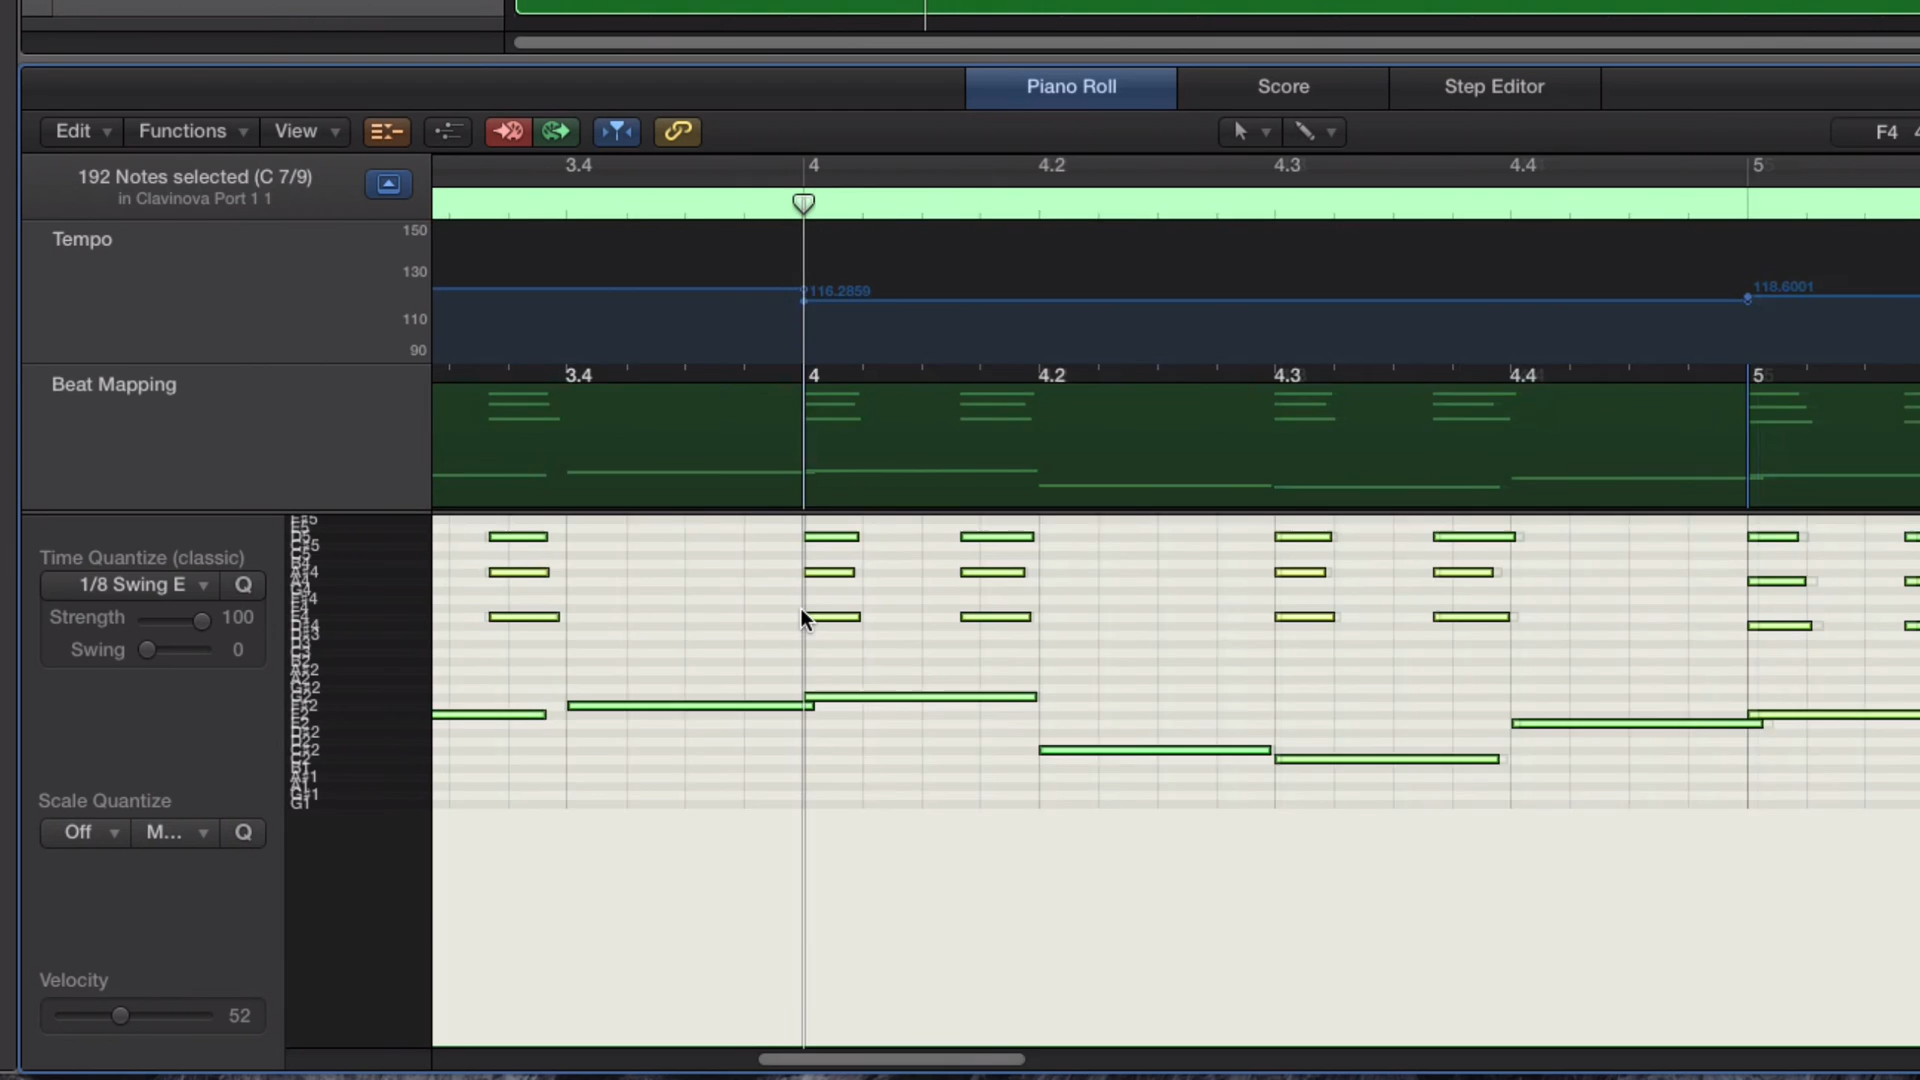 Piano Roll Score Step Editor
Edit Functions View F4
192 Notes selected (C 7/9)
in Clavinova Port 1 1
3.4 4 4.2 4.3 4.4 5
Tempo
150
130
110
90
116.2859
118.6001
Beat Mapping
3.4 4 4.2 4.3 4.4 5
Time Quantize (classic)
1/8 Swing E Q
Strength 100
Swing 0
Scale Quantize
Off M... Q
G1
Velocity
52